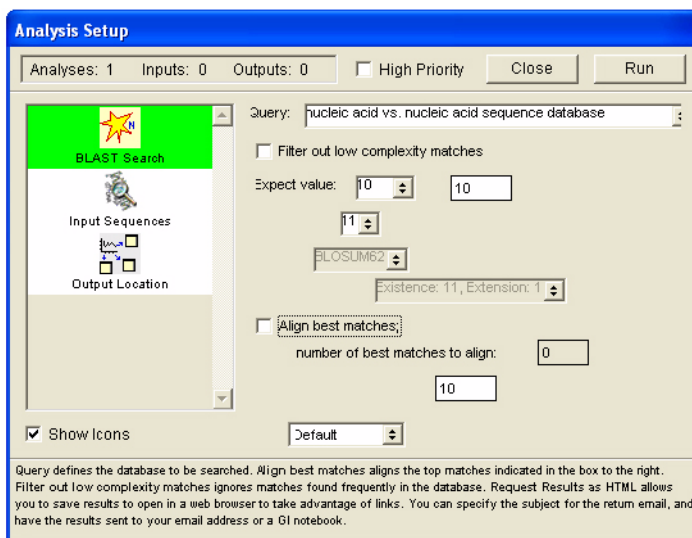 Analysis Setup
Analyses: 1 Inputs: 0 Outputs: 0 High Priority Close Run
Query: nucleic acid vs. nucleic acid sequence database
N
BLAST Search
Filter out low complexity matches
Expect value: 10 10
Input Sequences
11
BLOSUM62
Output Location
Existence: 11, Extension: 1
Align best matches;
number of best matches to align: 0
10
Show Icons Default
Query defines the database to be searched. Align best matches aligns the top matches indicated in the box to the right.
Filter out low complexity matches ignores matches found frequently in the database. Request Results as HTML allows
you to save results to open in a web browser to take advantage of links. You can specify the subject for the return email, and
have the results sent to your email address or a GI notebook.